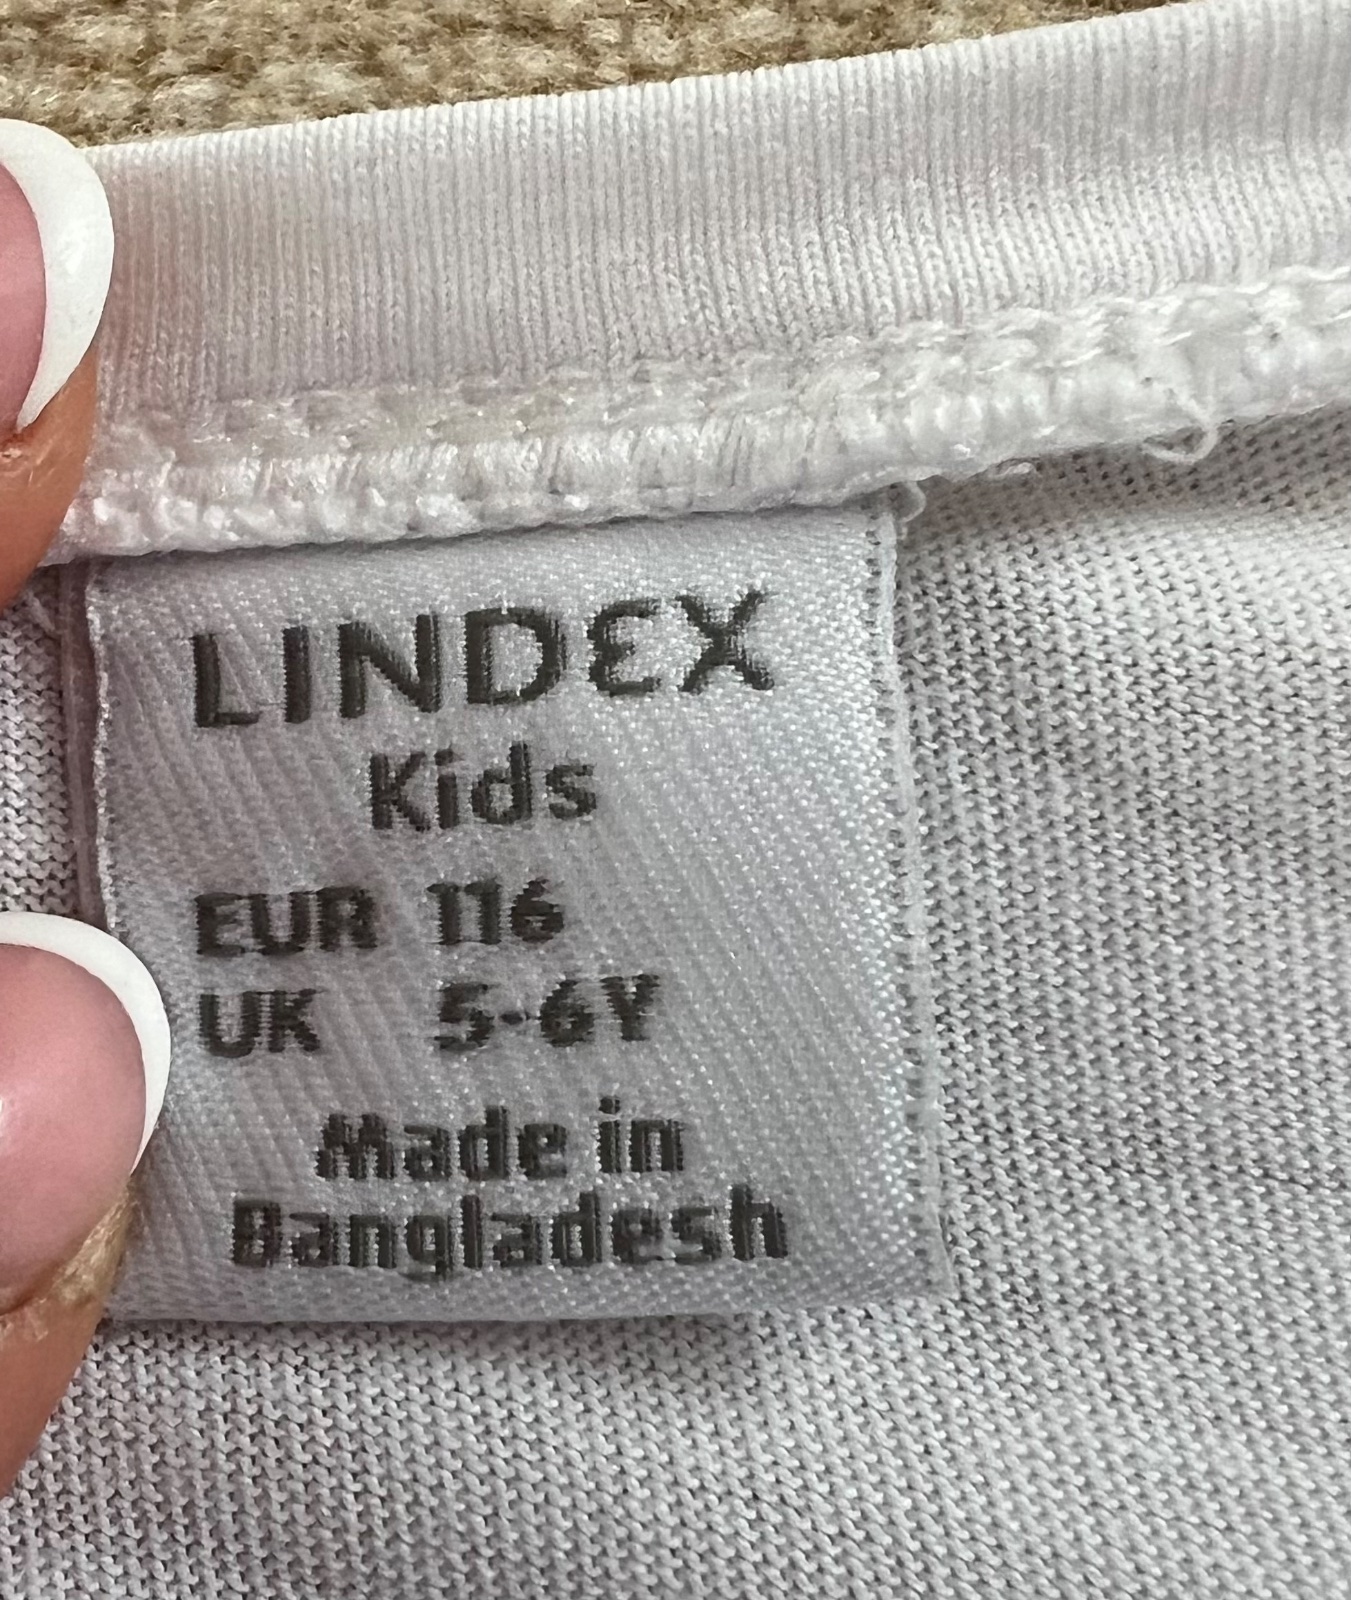 LINDEX
Kids
EUR 116
UK 5-6Y
Made in
Bangladesh